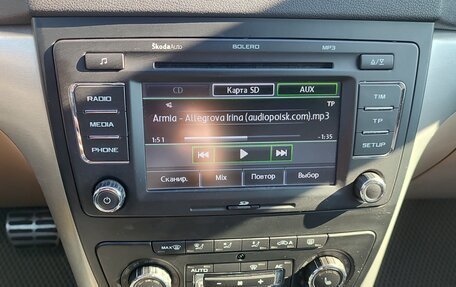 ŠkodaAuto BOLERO MP3
RADIO
MEDIA
PHONE
CD Карта SD AUX
TP
Armia - Allegrova Irina (audiopoisk.com).mp3
1:51 -1:35
Сканир. Mix Повтор Выбор
TIM
TP
SETUP
MAX
AUTO